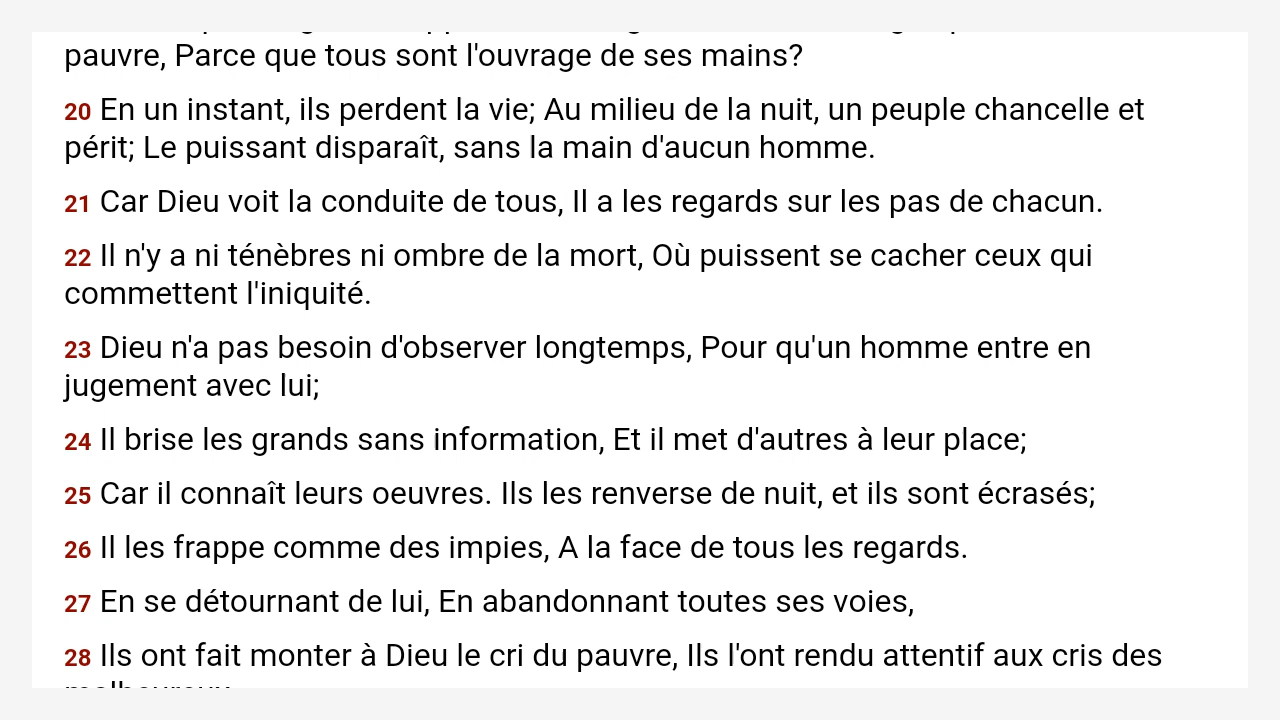 pauvre, Parce que tous sont l'ouvrage de ses mains?
20 En un instant, ils perdent la vie; Au milieu de la nuit, un peuple chancelle et
périt; Le puissant disparaît, sans la main d'aucun homme.
21 Car Dieu voit la conduite de tous, Il a les regards sur les pas de chacun.
22 Il n'y a ni ténèbres ni ombre de la mort, Où puissent se cacher ceux qui
commettent l'iniquité.
23 Dieu n'a pas besoin d'observer longtemps, Pour qu'un homme entre en
jugement avec lui;
24 Il brise les grands sans information, Et il met d'autres à leur place;
25 Car il connaît leurs oeuvres. Ils les renverse de nuit, et ils sont écrasés;
26 Il les frappe comme des impies, A la face de tous les regards.
27 En se détournant de lui, En abandonnant toutes ses voies,
28 Ils ont fait monter à Dieu le cri du pauvre, Ils l'ont rendu attentif aux cris des